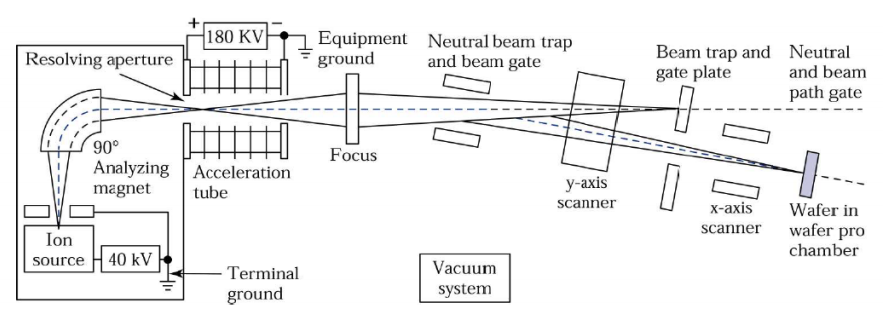 +
180 KV
−
Resolving aperture
Equipment
ground
Neutral beam trap
and beam gate
Beam trap and
gate plate
Neutral
and beam
path gate
90°
Analyzing
magnet
Acceleration
tube
Focus
y-axis
scanner
x-axis
scanner
Wafer in
wafer pro
chamber
Ion
source
40 kV
Terminal
ground
Vacuum
system